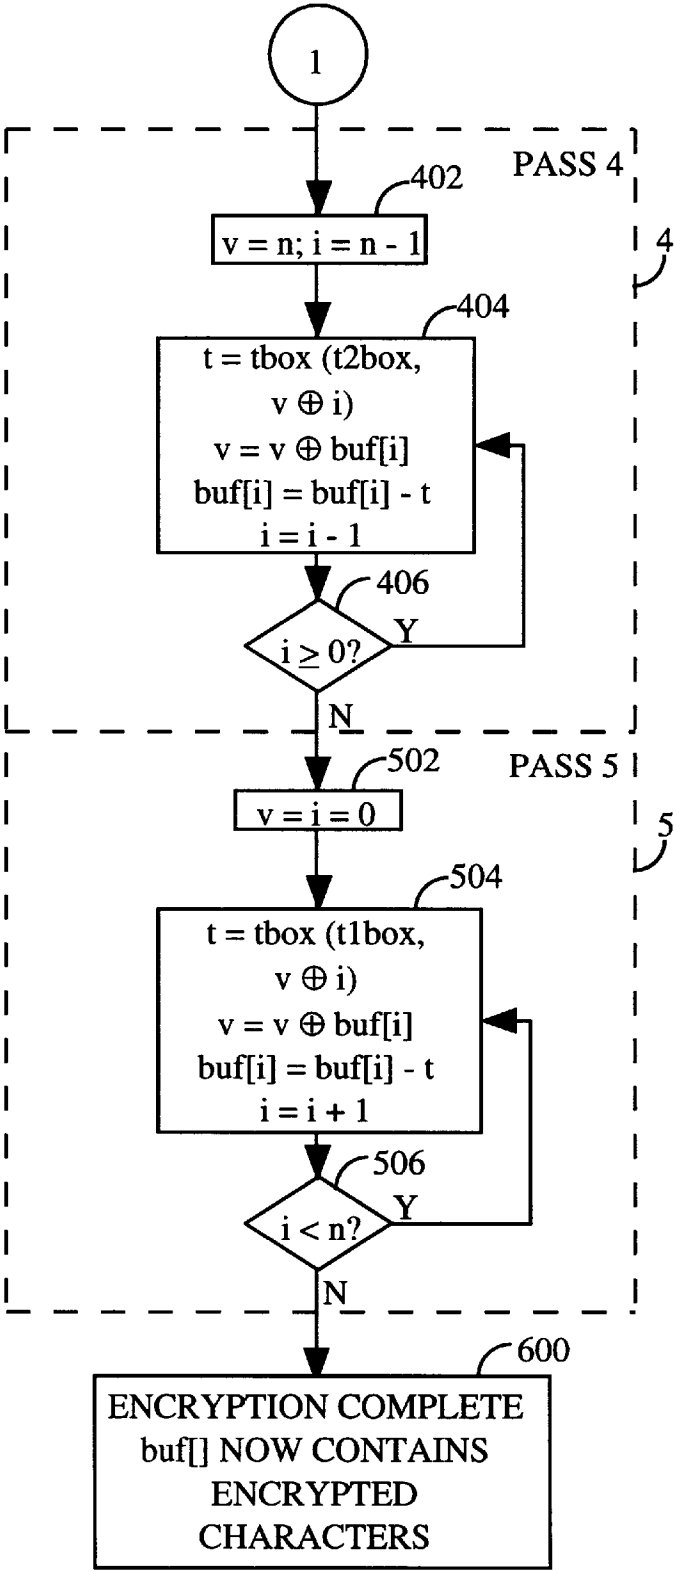 1
PASS 4
402
v = n; i = n - 1
4
404
t = tbox (t2box,
v ⊕ i)
v = v ⊕ buf[i]
buf[i] = buf[i] - t
i = i - 1
406
i ≥ 0?
Y
N
PASS 5
502
v = i = 0
5
504
t = tbox (t1box,
v ⊕ i)
v = v ⊕ buf[i]
buf[i] = buf[i] - t
i = i + 1
506
i < n?
Y
N
600
ENCRYPTION COMPLETE
buf[] NOW CONTAINS
ENCRYPTED
CHARACTERS